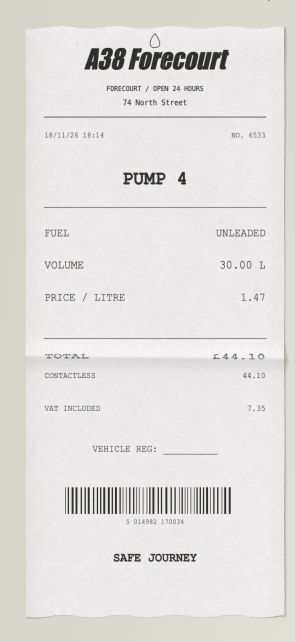 A38 Forecourt
FORECOURT / OPEN 24 HOURS
74 North Street
18/11/26 18:14 NO. 6533
PUMP 4
FUEL UNLEADED
VOLUME 30.00 L
PRICE / LITRE 1.47
TOTAL £44.10
CONTACTLESS 44.10
VAT INCLUDED 7.35
VEHICLE REG: __________
5 014982 170034
SAFE JOURNEY